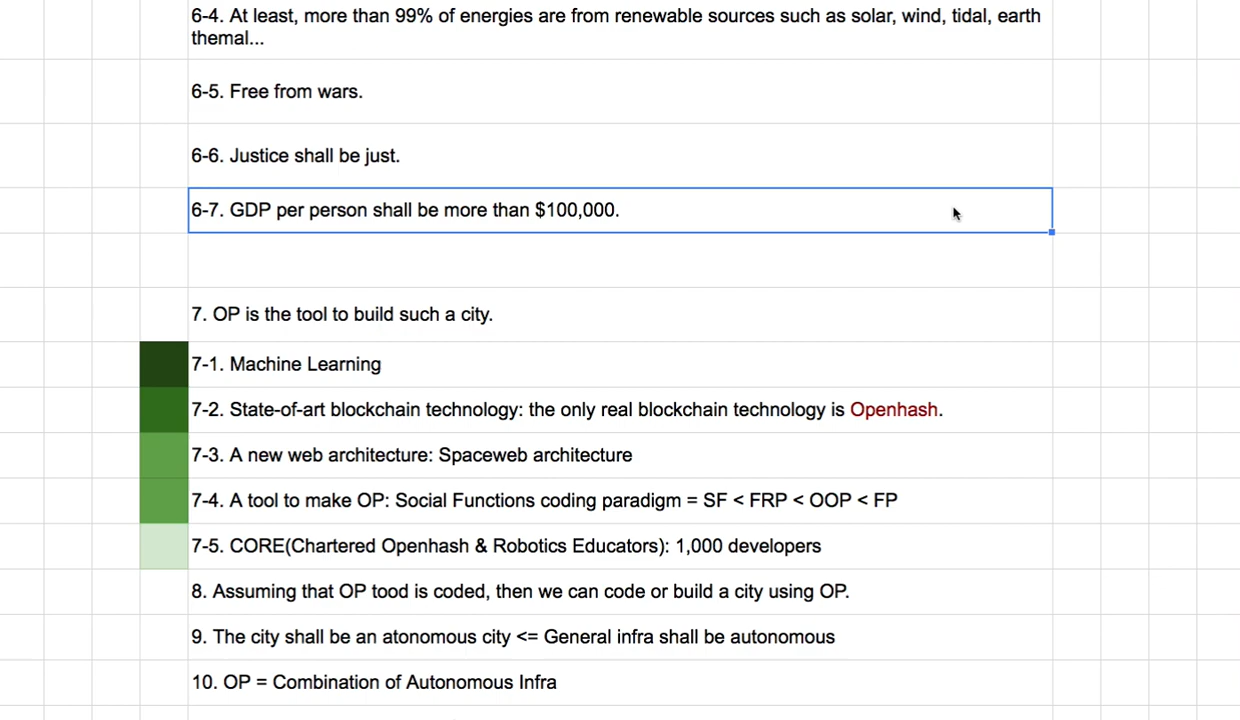 6-4. At least, more than 99% of energies are from renewable sources such as solar, wind, tidal, earth
themal...
6-5. Free from wars.
6-6. Justice shall be just.
6-7. GDP per person shall be more than $100,000.
7. OP is the tool to build such a city.
7-1. Machine Learning
7-2. State-of-art blockchain technology: the only real blockchain technology is Openhash.
7-3. A new web architecture: Spaceweb architecture
7-4. A tool to make OP: Social Functions coding paradigm = SF < FRP < OOP < FP
7-5. CORE(Chartered Openhash & Robotics Educators): 1,000 developers
8. Assuming that OP tood is coded, then we can code or build a city using OP.
9. The city shall be an atonomous city <= General infra shall be autonomous
10. OP = Combination of Autonomous Infra